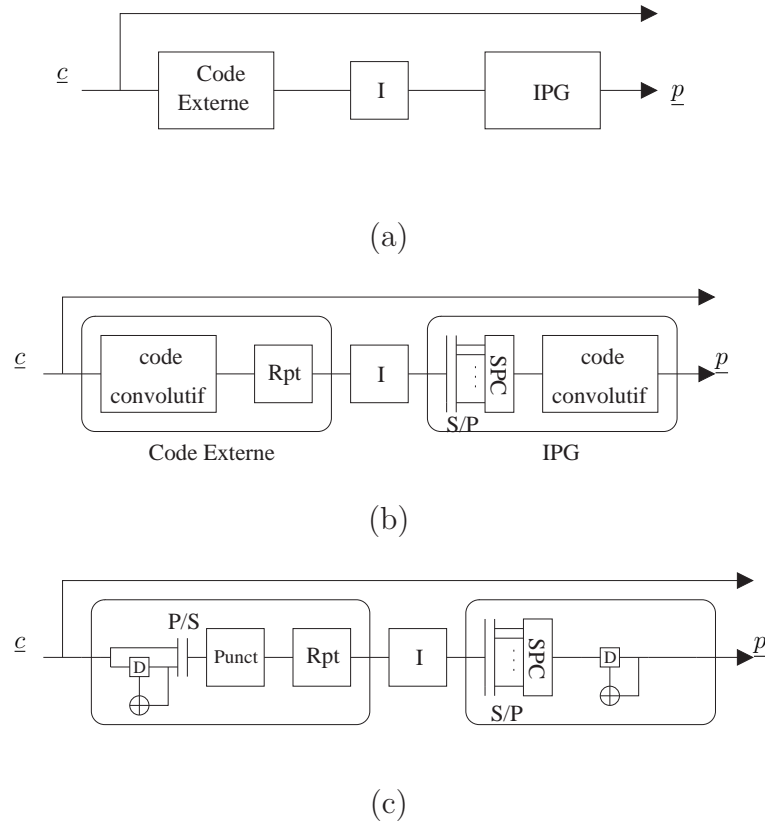 c
Code
Externe
I
IPG
p
(a)
c
code
convolutif
Rpt
I
SPC
S/P
code
convolutif
p
Code Externe
IPG
(b)
c
P/S
D
Punct
Rpt
I
SPC
S/P
D
p
(c)